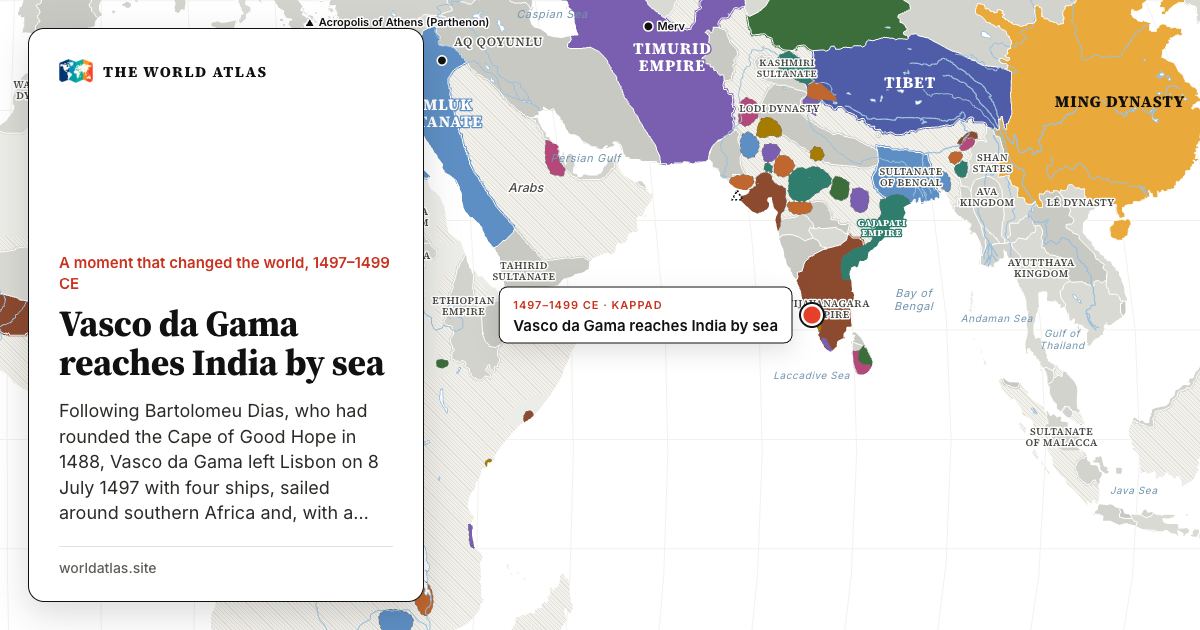 ▲ Acropolis of Athens (Parthenon)
THE WORLD ATLAS
A moment that changed the world, 1497–1499
CE
Vasco da Gama
reaches India by sea
Following Bartolomeu Dias, who had
rounded the Cape of Good Hope in
1488, Vasco da Gama left Lisbon on 8
July 1497 with four ships, sailed
around southern Africa and, with a...
worldatlas.site
Caspian Sea
Merv
AQ QOYUNLU
TIMURID
EMPIRE
KASHMIRI
SULTANATE
TIBET
MING DYNASTY
LODI DYNASTY
MLUK
TANATE
Persian Gulf
Arabs
SULTANATE
OF BENGAL
SHAN
STATES
AVA
KINGDOM
LÊ DYNASTY
GAJAPATI
EMPIRE
TAHIRID
SULTANATE
AYUTTHAYA
KINGDOM
ETHIOPIAN
EMPIRE
1497–1499 CE · KAPPAD
Vasco da Gama reaches India by sea
Bay of
Bengal
Andaman Sea
Gulf of
Thailand
Laccadive Sea
SULTANATE
OF MALACCA
Java Sea